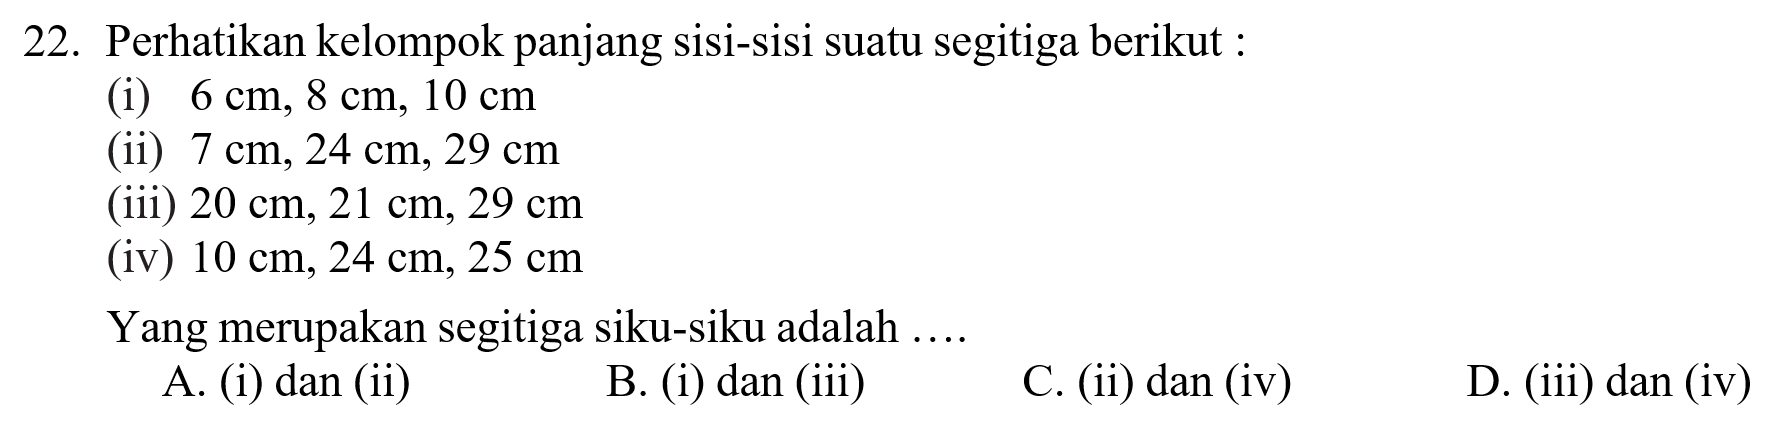 22. Perhatikan kelompok panjang sisi-sisi suatu segitiga berikut :
(i) 6 cm, 8 cm, 10 cm
(ii) 7 cm, 24 cm, 29 cm
(iii) 20 cm, 21 cm, 29 cm
(iv) 10 cm, 24 cm, 25 cm
Yang merupakan segitiga siku-siku adalah ….
A. (i) dan (ii) B. (i) dan (iii) C. (ii) dan (iv) D. (iii) dan (iv)